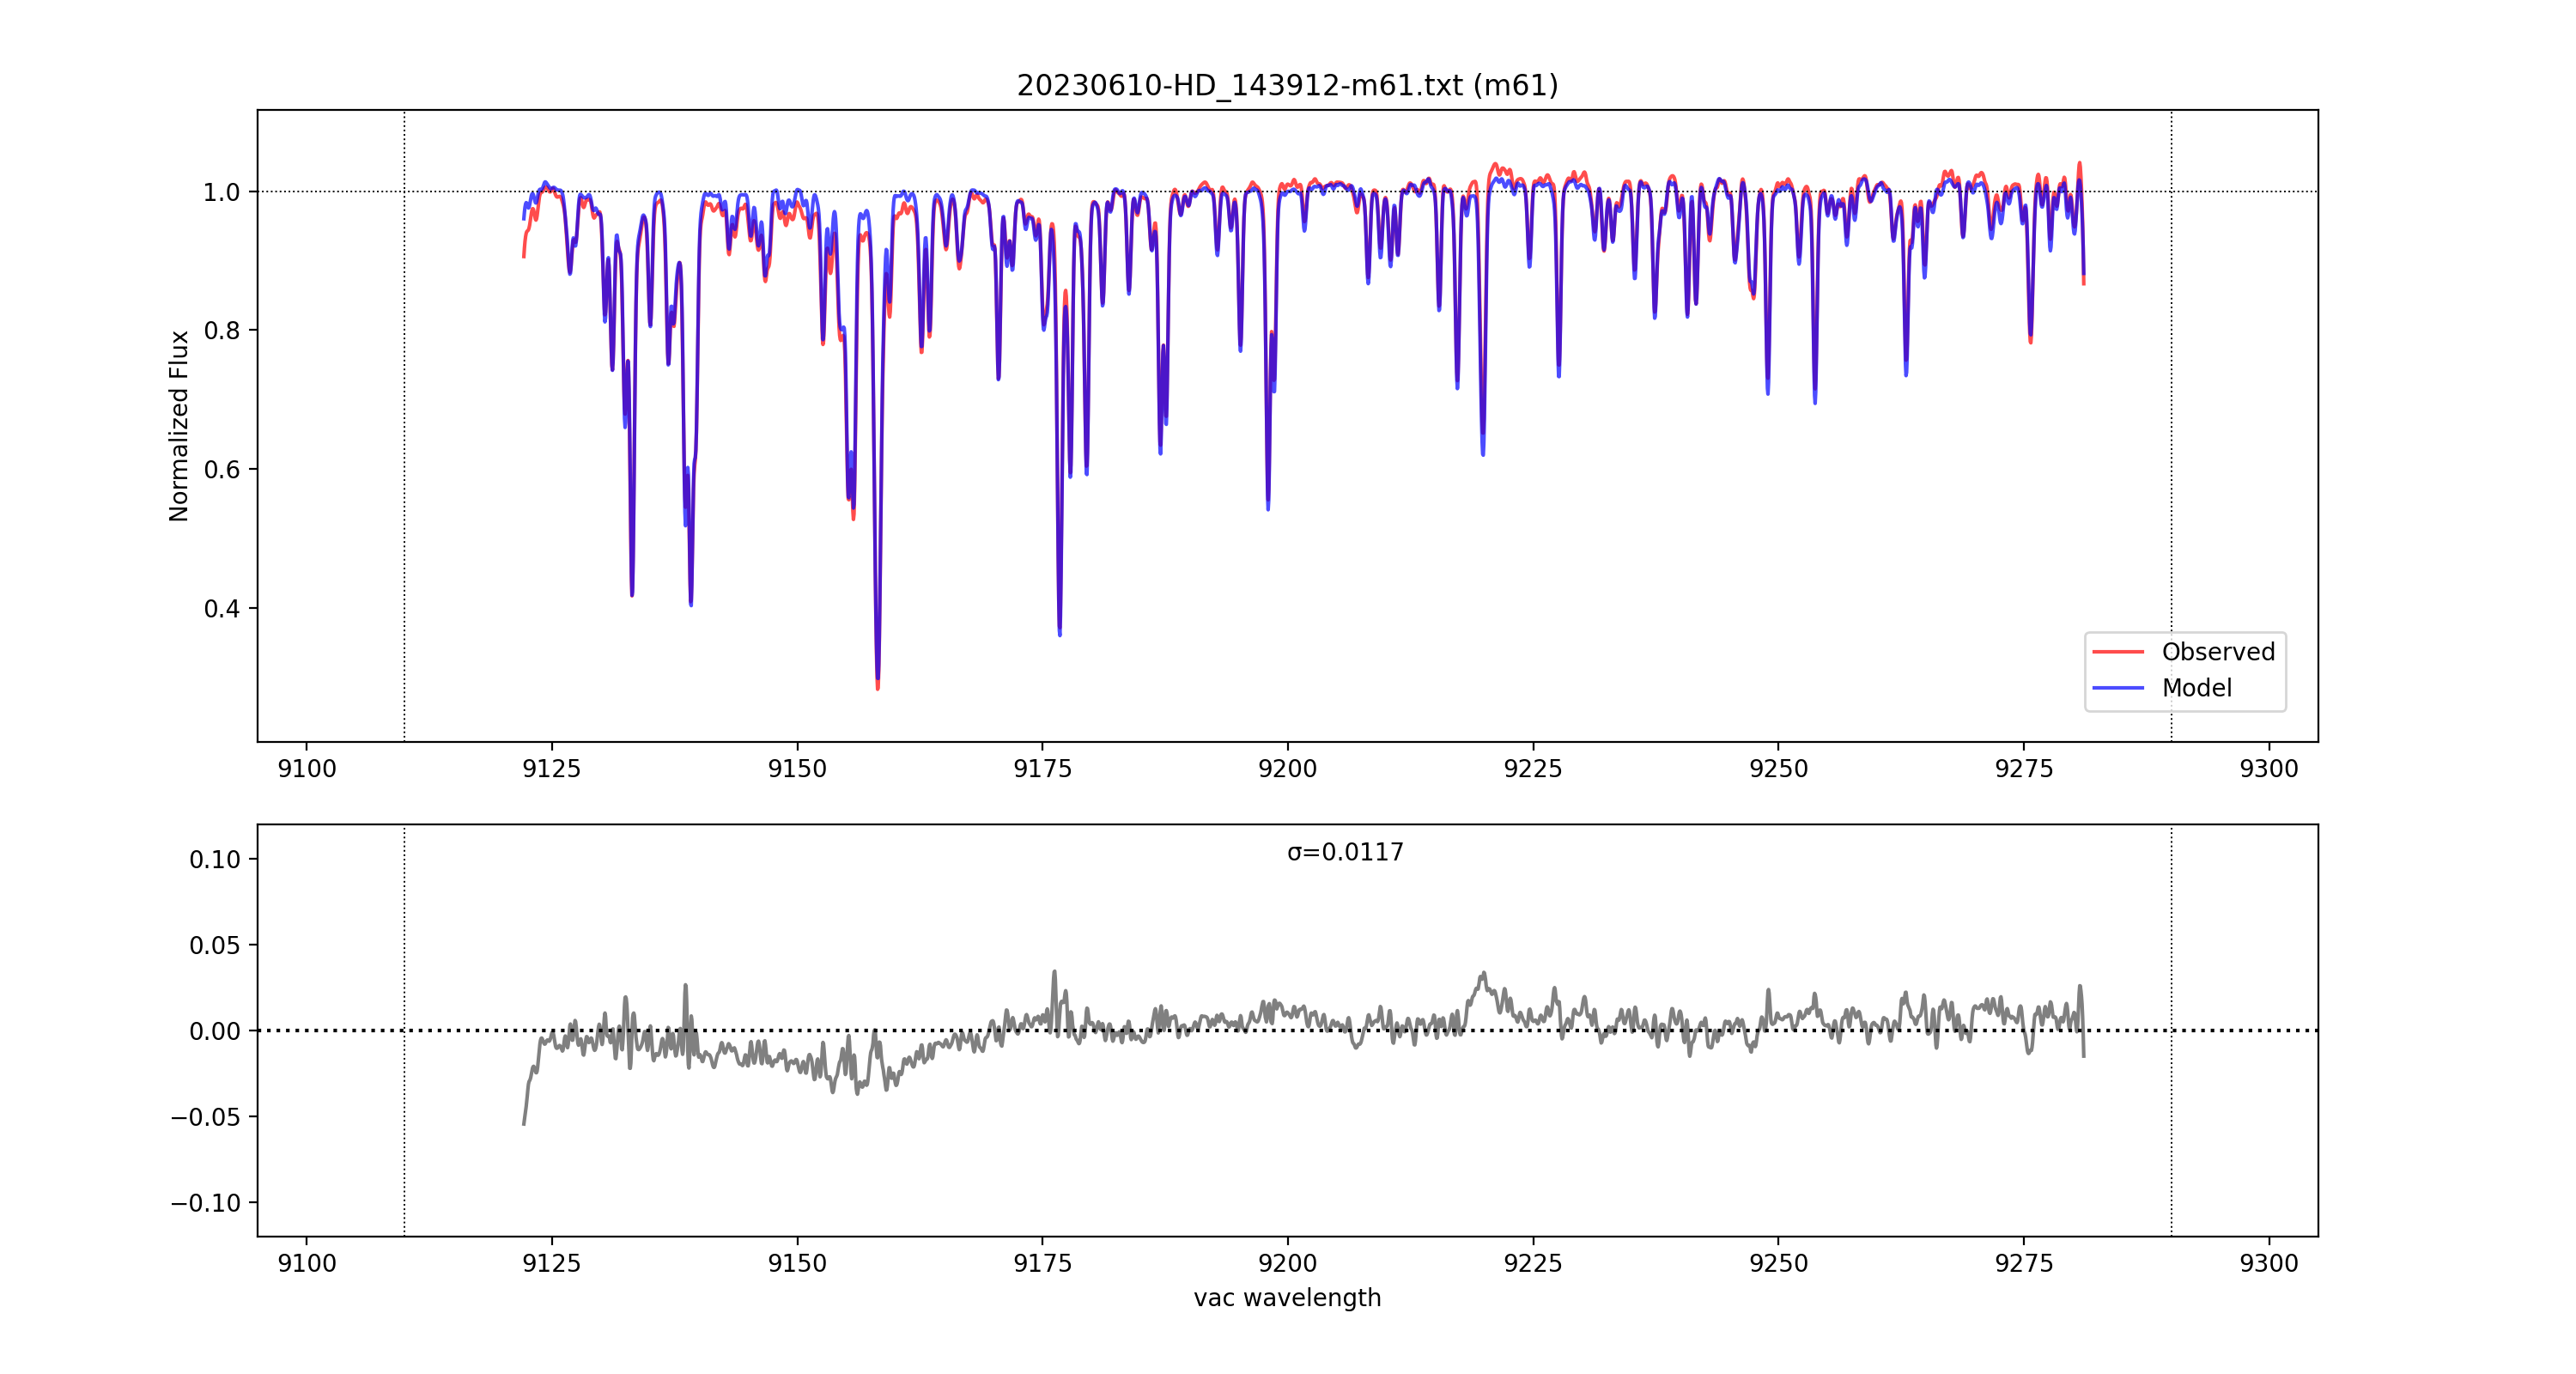 20230610-HD_143912-m61.txt (m61)
Normalized Flux
1.0
0.8
0.6
0.4
Observed
Model
9100 9125 9150 9175 9200 9225 9250 9275 9300
σ=0.0117
0.10
0.05
0.00
−0.05
−0.10
9100 9125 9150 9175 9200 9225 9250 9275 9300
vac wavelength